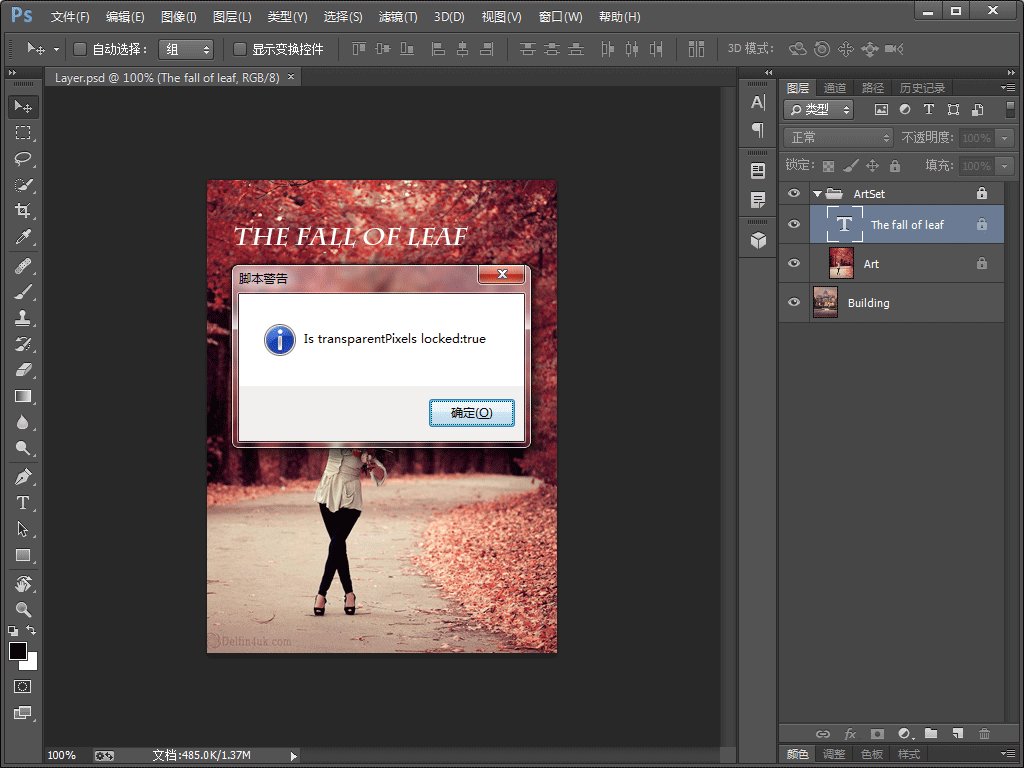 Ps 文件(F) 编辑(E) 图像(I) 图层(L) 类型(Y) 选择(S) 滤镜(T) 3D(D) 视图(V) 窗口(W) 帮助(H)
自动选择: 组 显示变换控件 3D 模式:
Layer.psd @ 100% (The fall of leaf, RGB/8) ×
图层 通道 路径 历史记录
类型
正常 不透明度: 100%
锁定: 填充: 100%
ArtSet
The fall of leaf
Art
Building
THE FALL OF LEAF
脚本警告
Is transparentPixels locked:true
确定(O)
Delfin4uk.com
100% 文档:485.0K/1.37M
fx
颜色 调整 色板 样式